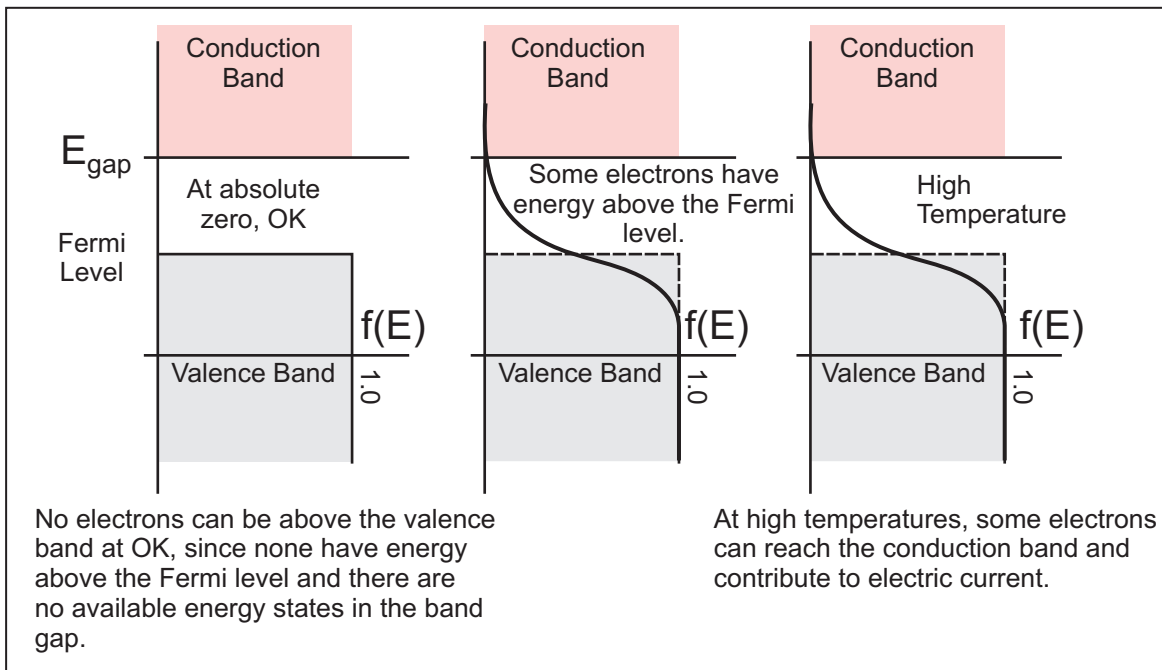 Conduction
Band
Conduction
Band
Conduction
Band
E_gap
At absolute
zero, OK
Some electrons have
energy above the Fermi
level.
High
Temperature
Fermi
Level
f(E)
f(E)
f(E)
Valence Band
1.0
Valence Band
1.0
Valence Band
1.0
No electrons can be above the valence
band at OK, since none have energy
above the Fermi level and there are
no available energy states in the band
gap.
At high temperatures, some electrons
can reach the conduction band and
contribute to electric current.